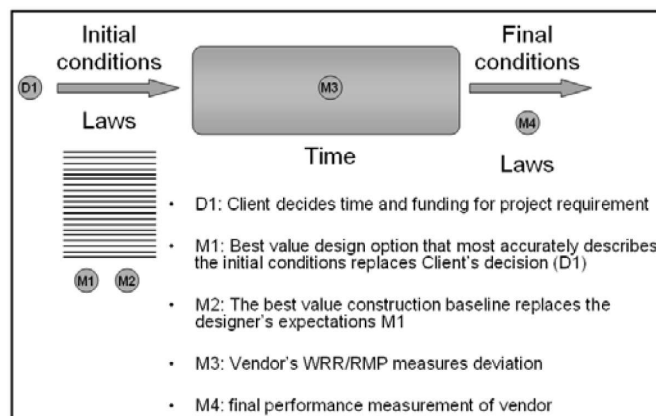 Initial
conditions
Final
conditions
D1
M3
M4
Laws
Time
Laws
M1 M2
• D1: Client decides time and funding for project requirement
• M1: Best value design option that most accurately describes
the initial conditions replaces Client's decision (D1)
• M2: The best value construction baseline replaces the
designer's expectations M1
• M3: Vendor's WRR/RMP measures deviation
• M4: final performance measurement of vendor